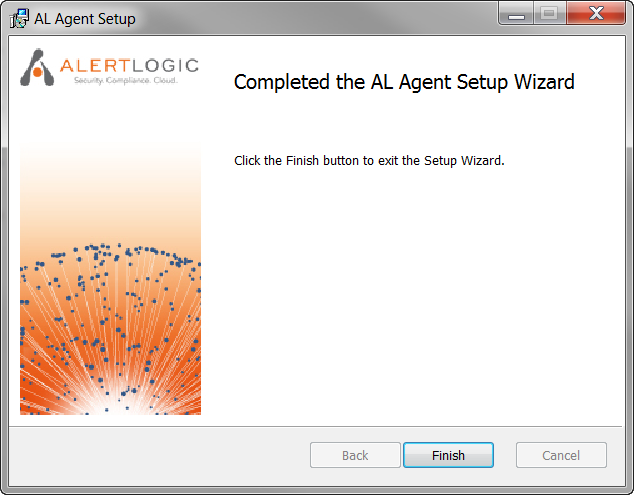 AL Agent Setup
ALERTLOGIC
Security. Compliance. Cloud.
Completed the AL Agent Setup Wizard
Click the Finish button to exit the Setup Wizard.
Back
Finish
Cancel